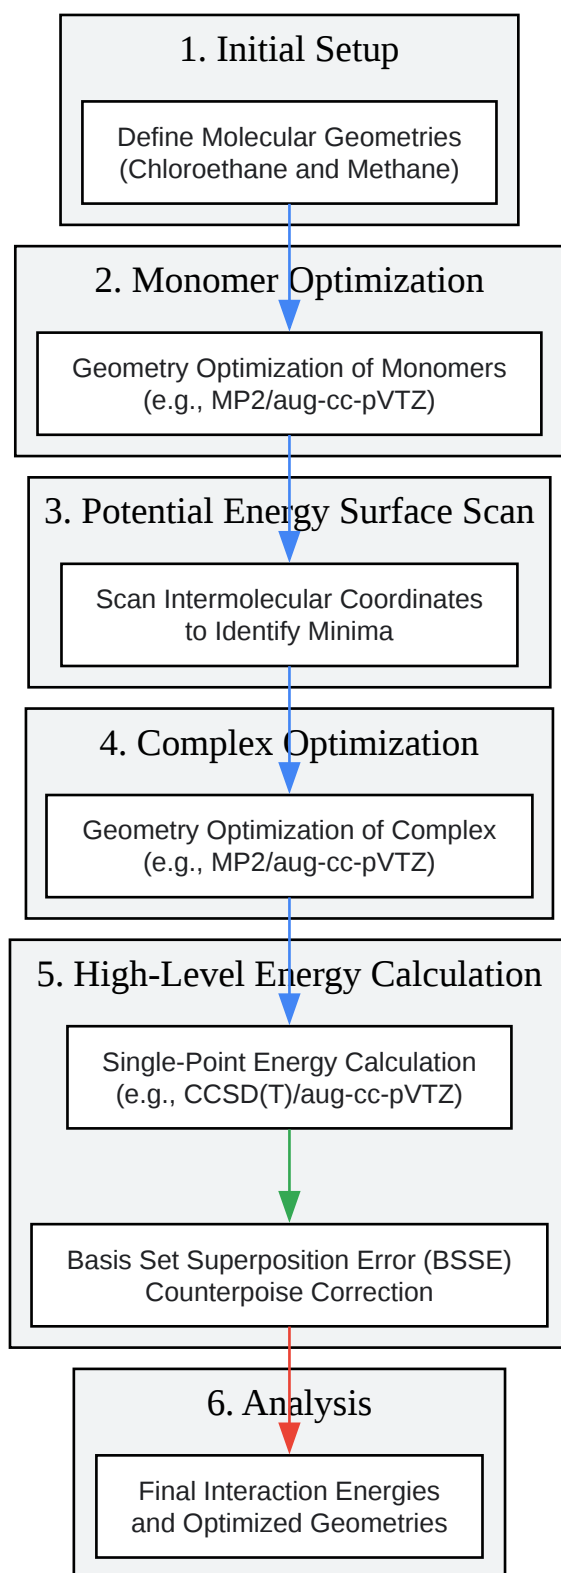 1. Initial Setup
Define Molecular Geometries
(Chloroethane and Methane)
2. Monomer Optimization
Geometry Optimization of Monomers
(e.g., MP2/aug-cc-pVTZ)
3. Potential Energy Surface Scan
Scan Intermolecular Coordinates
to Identify Minima
4. Complex Optimization
Geometry Optimization of Complex
(e.g., MP2/aug-cc-pVTZ)
5. High-Level Energy Calculation
Single-Point Energy Calculation
(e.g., CCSD(T)/aug-cc-pVTZ)
Basis Set Superposition Error (BSSE)
Counterpoise Correction
6. Analysis
Final Interaction Energies
and Optimized Geometries